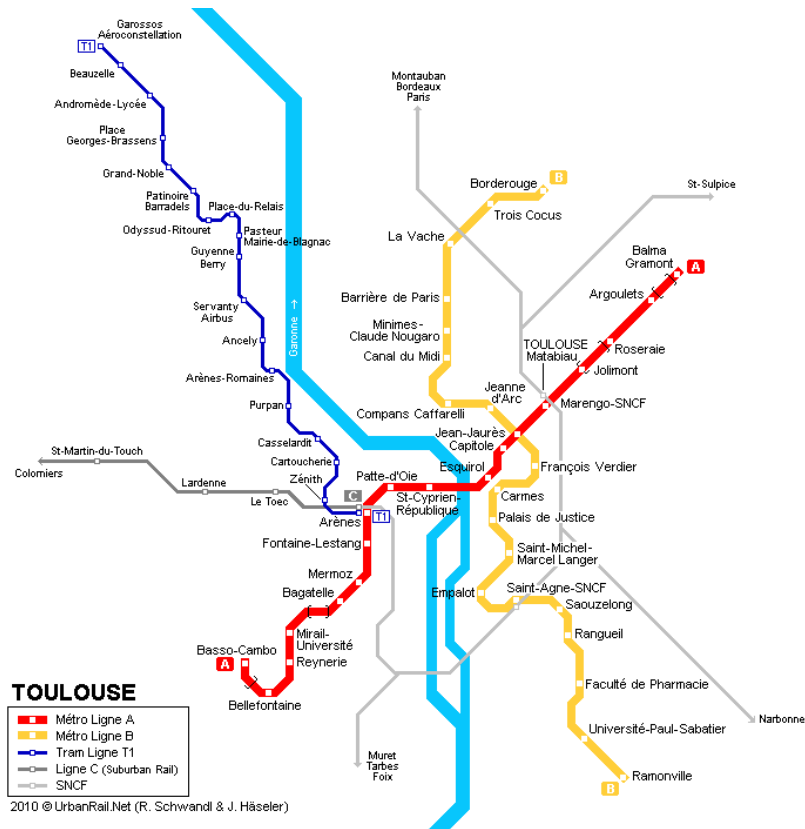 Garossos
Aéroconstellation
T1
Beauzelle
Andromède-Lycée
Place
Georges-Brassens
Grand-Noble
Patinoire
Barradels
Place-du-Relais
Odyssud-Ritouret
Pasteur
Mairie-de-Blagnac
Guyenne
Berry
Servanty
Airbus
Ancely
Arènes-Romaines
Purpan
Casselardit
Cartoucherie
Zénith
Arènes
T1
C
St-Martin-du-Touch
Colomiers
Lardenne
Le Toec
Garonne
Montauban
Bordeaux
Paris
St-Sulpice
B
Borderouge
Trois Cocus
La Vache
Barrière de Paris
Minimes-
Claude Nougaro
Canal du Midi
Compans Caffarelli
Jeanne
d'Arc
Jean-Jaurès
François Verdier
Carmes
Palais de Justice
Saint-Michel-
Marcel Langer
Empalot
Saint-Agne-SNCF
Saouzelong
Rangueil
Faculté de Pharmacie
Université-Paul-Sabatier
Ramonville
B
Balma
Gramont
A
Argoulets
Roseraie
TOULOUSE
Matabiau
Jolimont
Marengo-SNCF
Capitole
Esquirol
St-Cyprien-
République
Patte-d'Oie
Fontaine-Lestang
Mermoz
Bagatelle
Mirail-
Université
Reynerie
Bellefontaine
Basso-Cambo
A
Narbonne
Muret
Tarbes
Foix
TOULOUSE
Métro Ligne A
Métro Ligne B
Tram Ligne T1
Ligne C (Suburban Rail)
SNCF
2010 © UrbanRail.Net (R. Schwandl & J. Häseler)